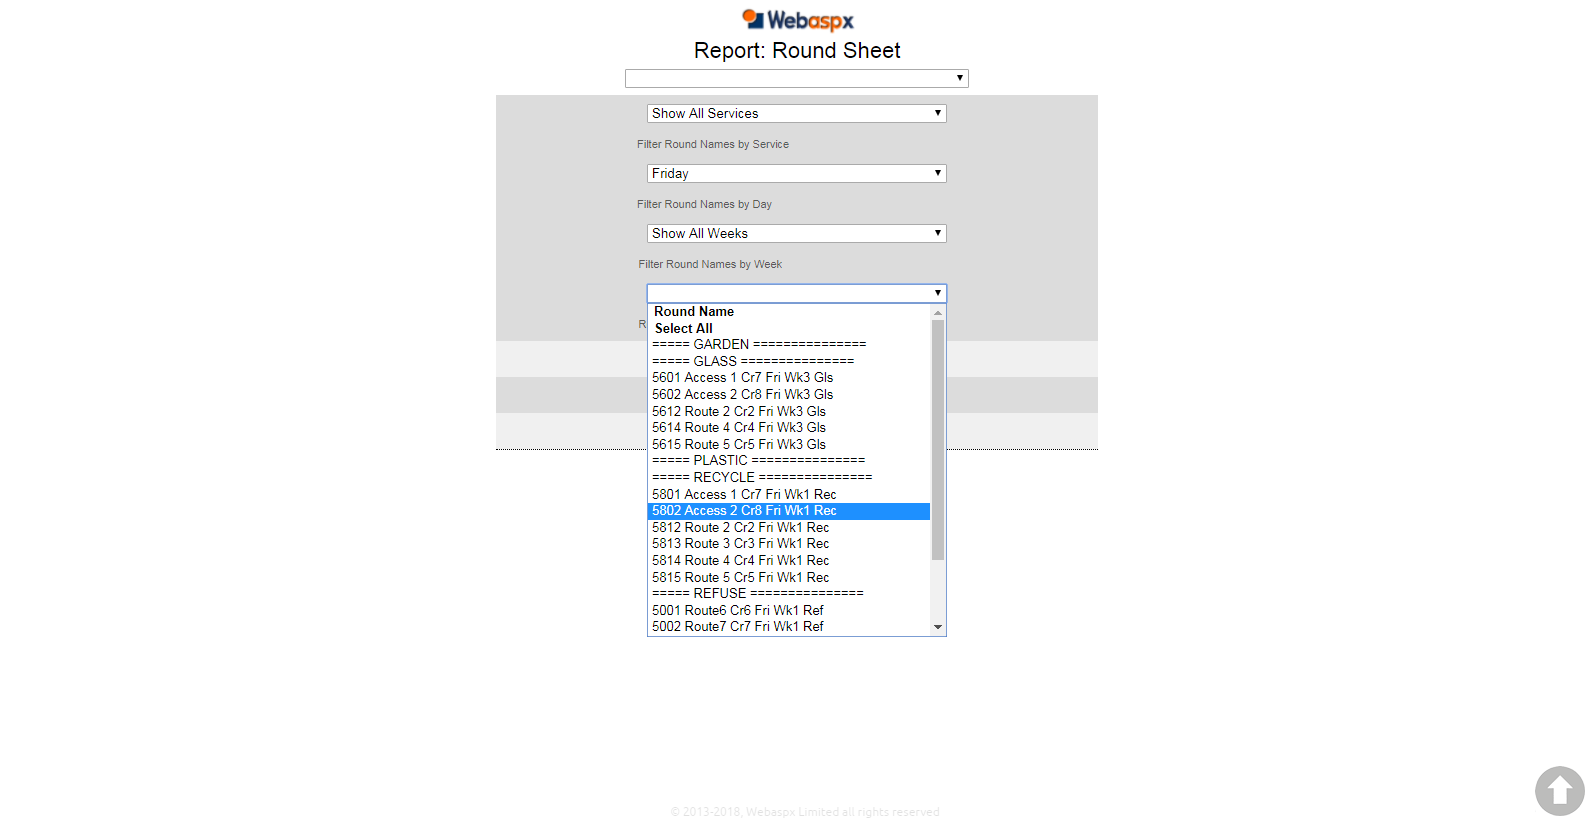 Webaspx
Report: Round Sheet
Show All Services
Filter Round Names by Service
Friday
Filter Round Names by Day
Show All Weeks
Filter Round Names by Week
R
Round Name
Select All
===== GARDEN ===============
===== GLASS ===============
5601 Access 1 Cr7 Fri Wk3 Gls
5602 Access 2 Cr8 Fri Wk3 Gls
5612 Route 2 Cr2 Fri Wk3 Gls
5614 Route 4 Cr4 Fri Wk3 Gls
5615 Route 5 Cr5 Fri Wk3 Gls
===== PLASTIC ===============
===== RECYCLE ===============
5801 Access 1 Cr7 Fri Wk1 Rec
5802 Access 2 Cr8 Fri Wk1 Rec
5812 Route 2 Cr2 Fri Wk1 Rec
5813 Route 3 Cr3 Fri Wk1 Rec
5814 Route 4 Cr4 Fri Wk1 Rec
5815 Route 5 Cr5 Fri Wk1 Rec
===== REFUSE ===============
5001 Route6 Cr6 Fri Wk1 Ref
5002 Route7 Cr7 Fri Wk1 Ref
© 2013-2018, Webaspx Limited all rights reserved